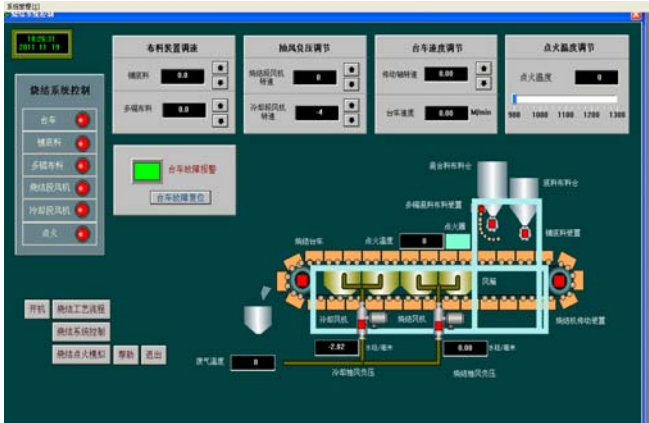 系统管理[Z]
烧结系统控制
2011 11 19
布料装置调速
铺底料 0.0
多辊布料 0.0
抽风负压调节
烧结段风机转速 0
冷却段风机转速 -4
台车速度调节
传动轴转速 0.00
台车速度 0.00 M/min
点火温度调节
点火温度 0
900 1000 1100 1200 1300
烧结系统控制
台车
铺底料
多辊布料
烧结段风机
冷却段风机
点火
台车故障报警
台车故障复位
混合料布料仓
底料布料仓
多辊混料布料装置
点火器
铺底料装置
烧结台车
点火温度 0
风箱
冷却风机
烧结风机
烧结机传动装置
-2.82 水柱/毫米
0.00 水柱/毫米
废气温度 0
冷却抽风负压
烧结抽风负压
开机
烧结工艺流程
烧结系统控制
烧结点火模拟
帮助
退出